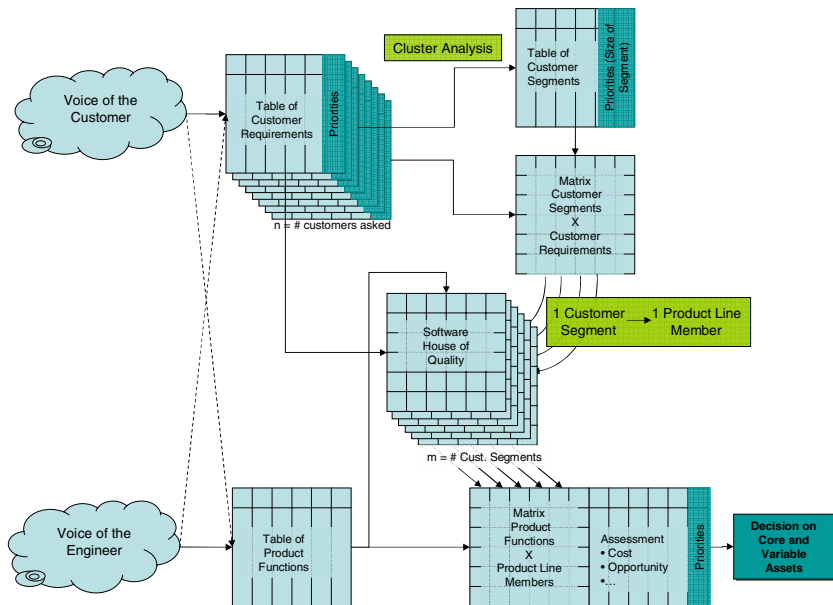 Cluster Analysis
Table of
Customer
Segments
Priorities (Size of
Segment)
Voice of the
Customer
Table of
Customer
Requirements
Priorities
n = # customers asked
Matrix
Customer
Segments
X
Customer
Requirements
1 Customer
Segment
1 Product Line
Member
Software
House of
Quality
m = # Cust. Segments
Voice of the
Engineer
Table of
Product
Functions
Matrix
Product
Functions
X
Product Line
Members
Assessment
• Cost
• Opportunity
•...
Priorities
Decision on
Core and
Variable
Assets